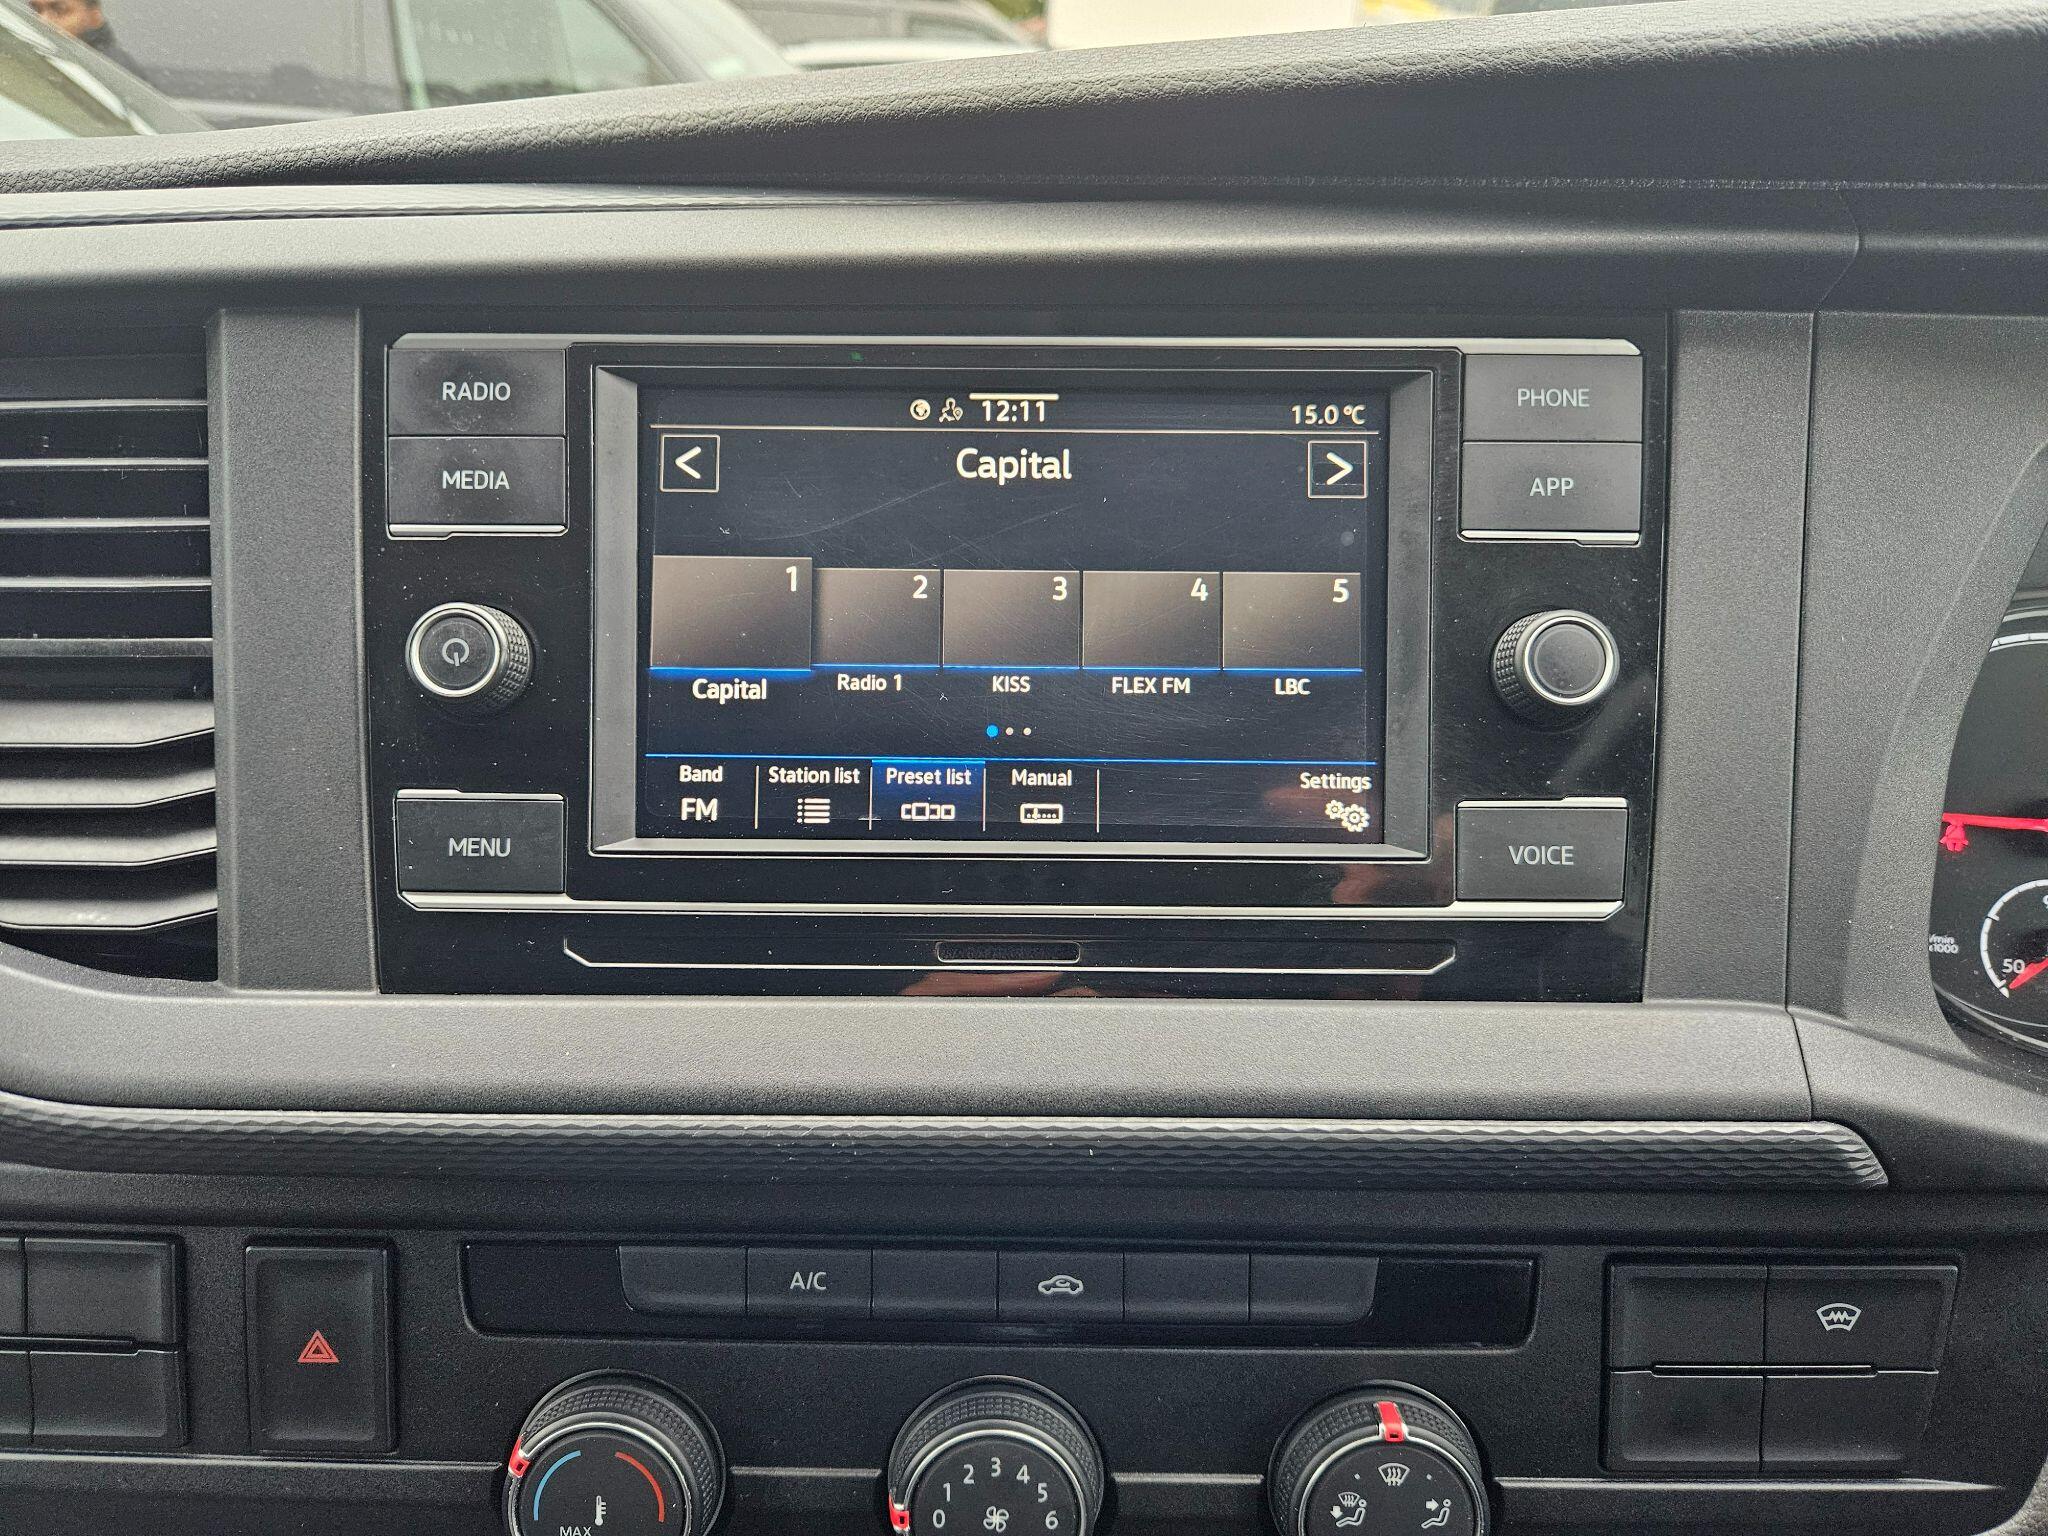 RADIO
MEDIA
MENU
PHONE
APP
VOICE
12:11
15.0 °C
<
Capital
>
1
2
3
4
5
Capital
Radio 1
KISS
FLEX FM
LBC
Band
FM
Station list
Preset list
Manual
Settings
50
A/C
MAX
0
1
2
3
4
5
6